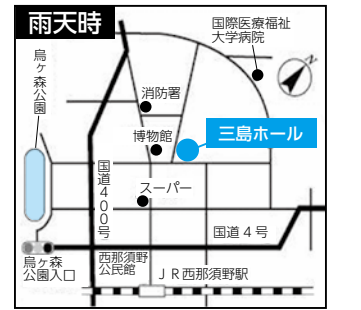 雨天時
国際医療福祉
大学病院
N
烏ヶ森公園
消防署
博物館
三島ホール
国道400号
スーパー
国道4号
烏ヶ森
公園入口
西那須野
公民館
JR西那須野駅